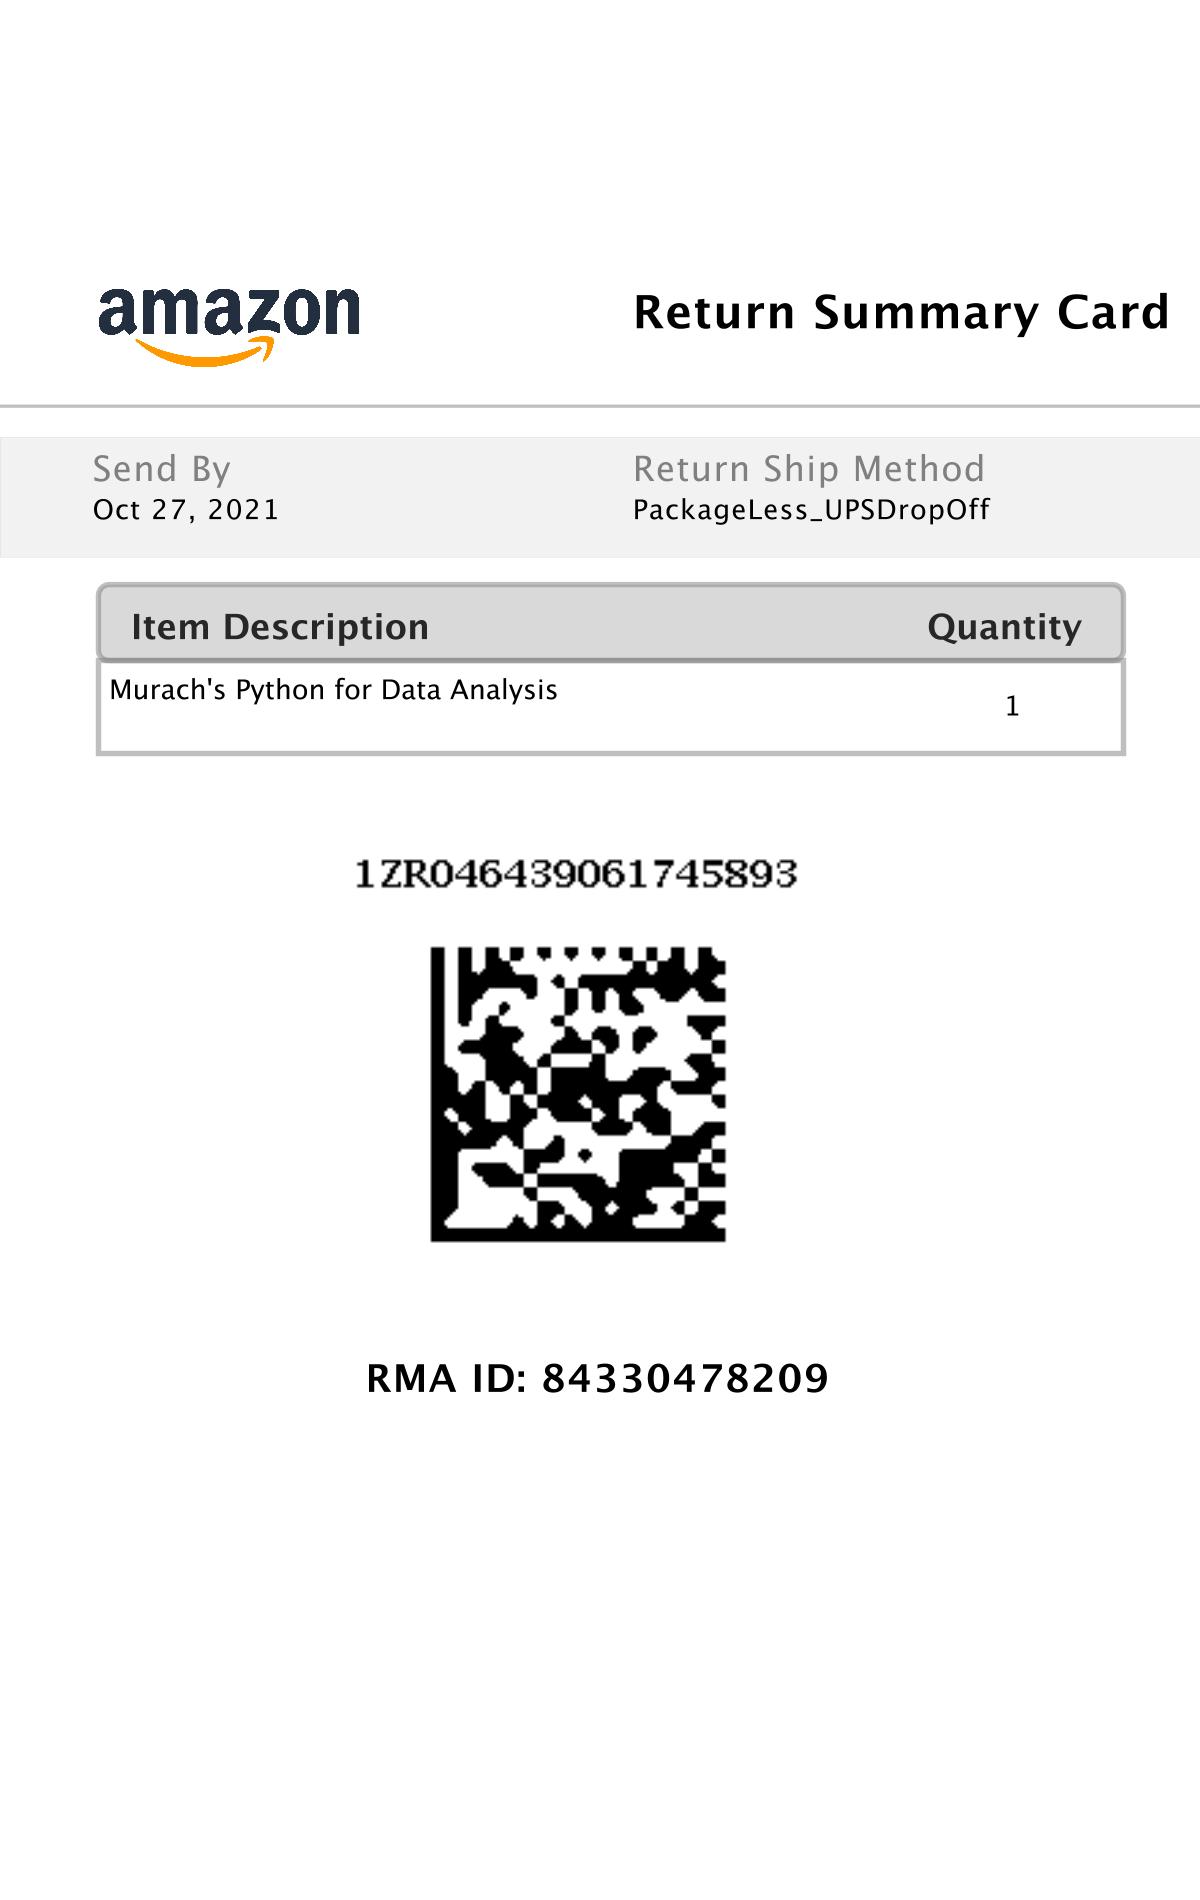 amazon
Return Summary Card
Send By
Return Ship Method
Oct 27, 2021
PackageLess_UPSDropOff
Item Description
Quantity
Murach's Python for Data Analysis
1
1ZR046439061745893
RMA ID: 84330478209